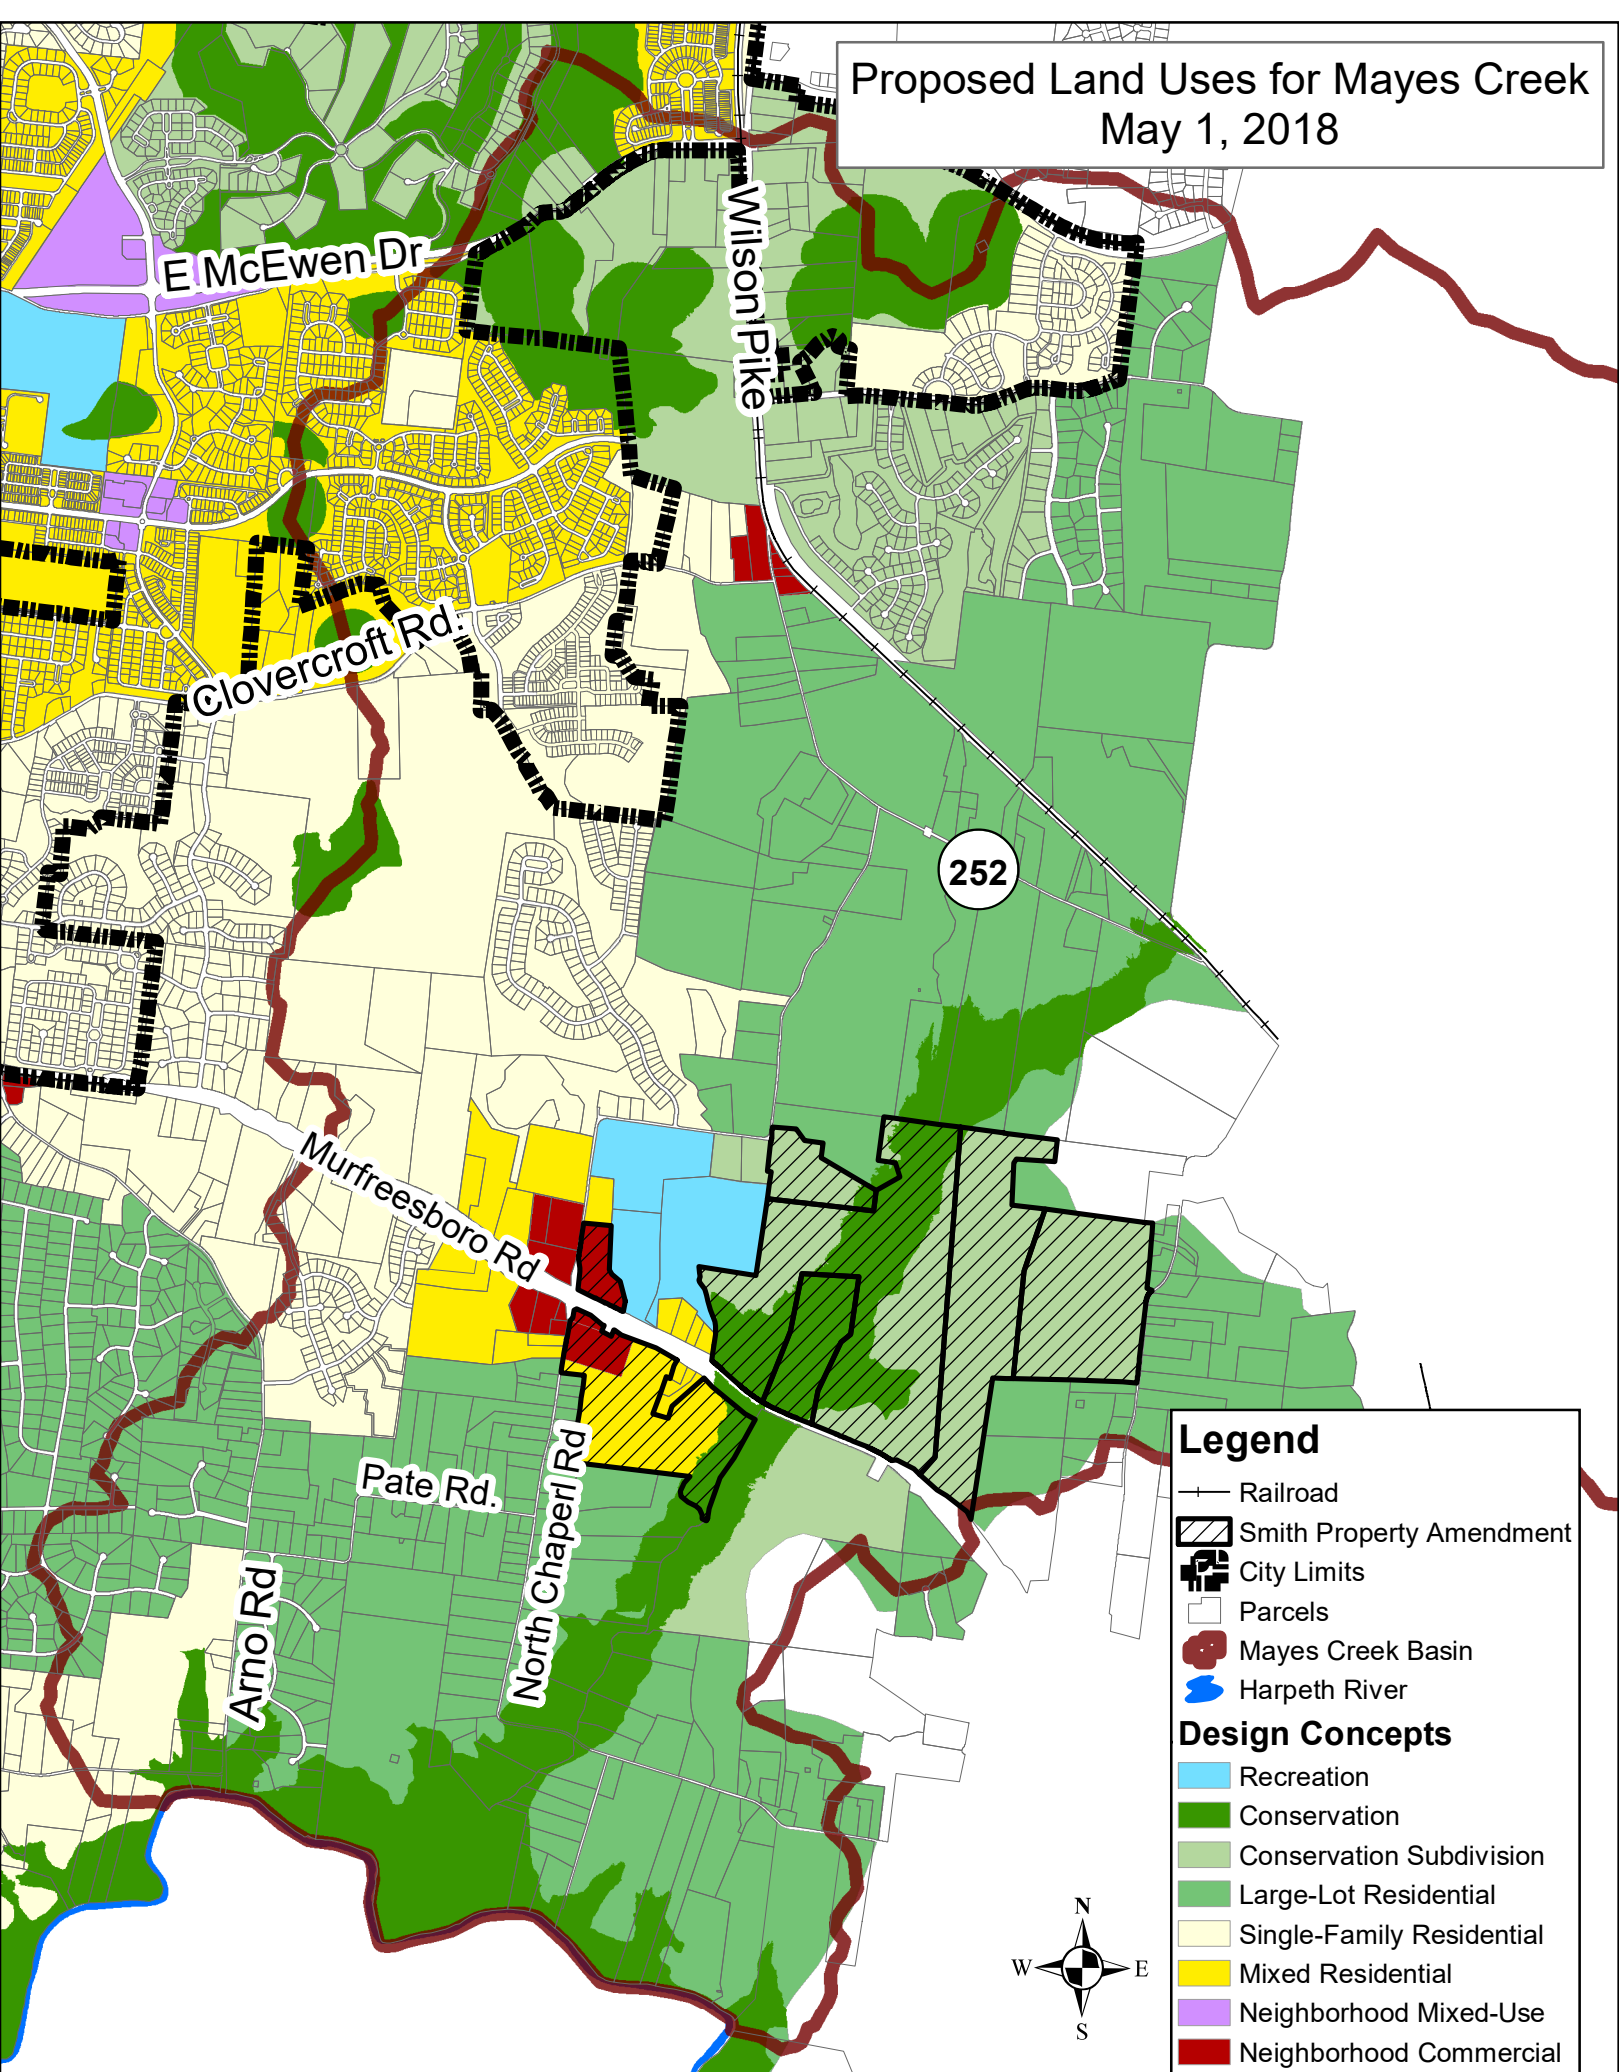 Proposed Land Uses for Mayes Creek
May 1, 2018
Wilson Pike
E McEwen Dr
Clovercroft Rd.
252
Murfreesboro Rd
Pate Rd.
North Chaperl Rd
Arno Rd
Legend
Railroad
Smith Property Amendment
City Limits
Parcels
Mayes Creek Basin
Harpeth River
Design Concepts
Recreation
Conservation
Conservation Subdivision
Large-Lot Residential
Single-Family Residential
Mixed Residential
Neighborhood Mixed-Use
Neighborhood Commercial
N
W E
S